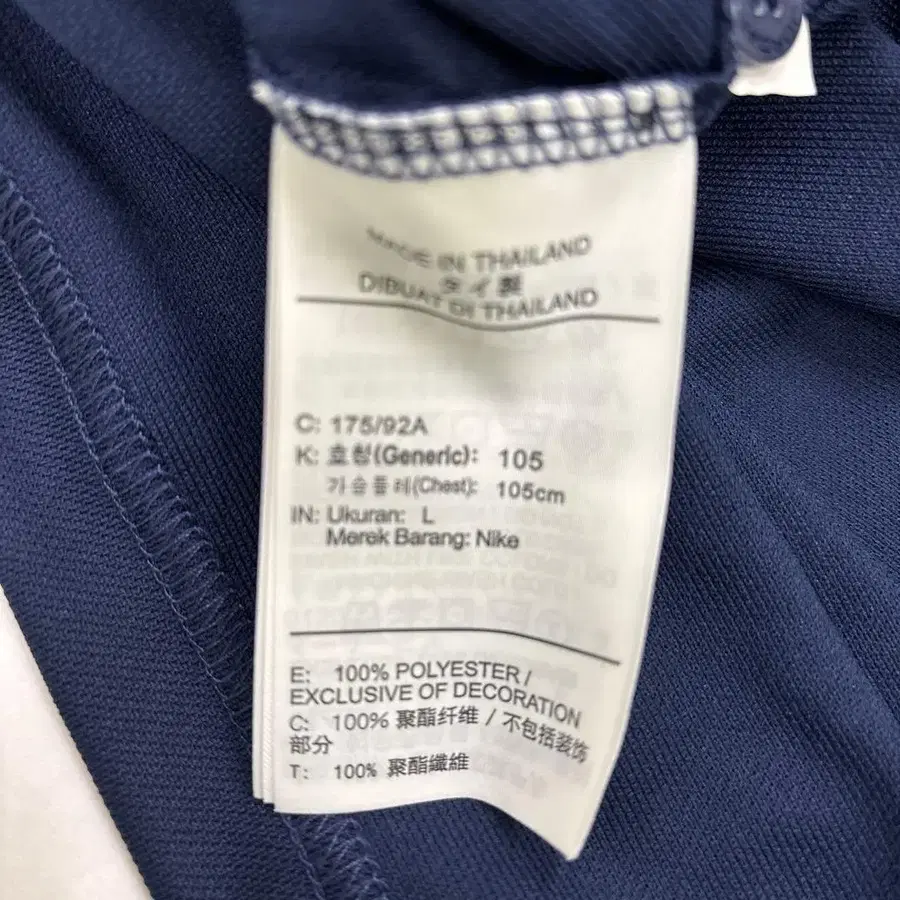 MADE IN THAILAND
タイ製
DIBUAT DI THAILAND
C: 175/92A
K: 호칭(Generic): 105
가슴둘레(Chest): 105cm
IN: Ukuran: L
Merek Barang: Nike
E: 100% POLYESTER /
EXCLUSIVE OF DECORATION
C: 100% 聚酯纤维 / 不包括装饰
部分
T: 100% 聚酯纖維